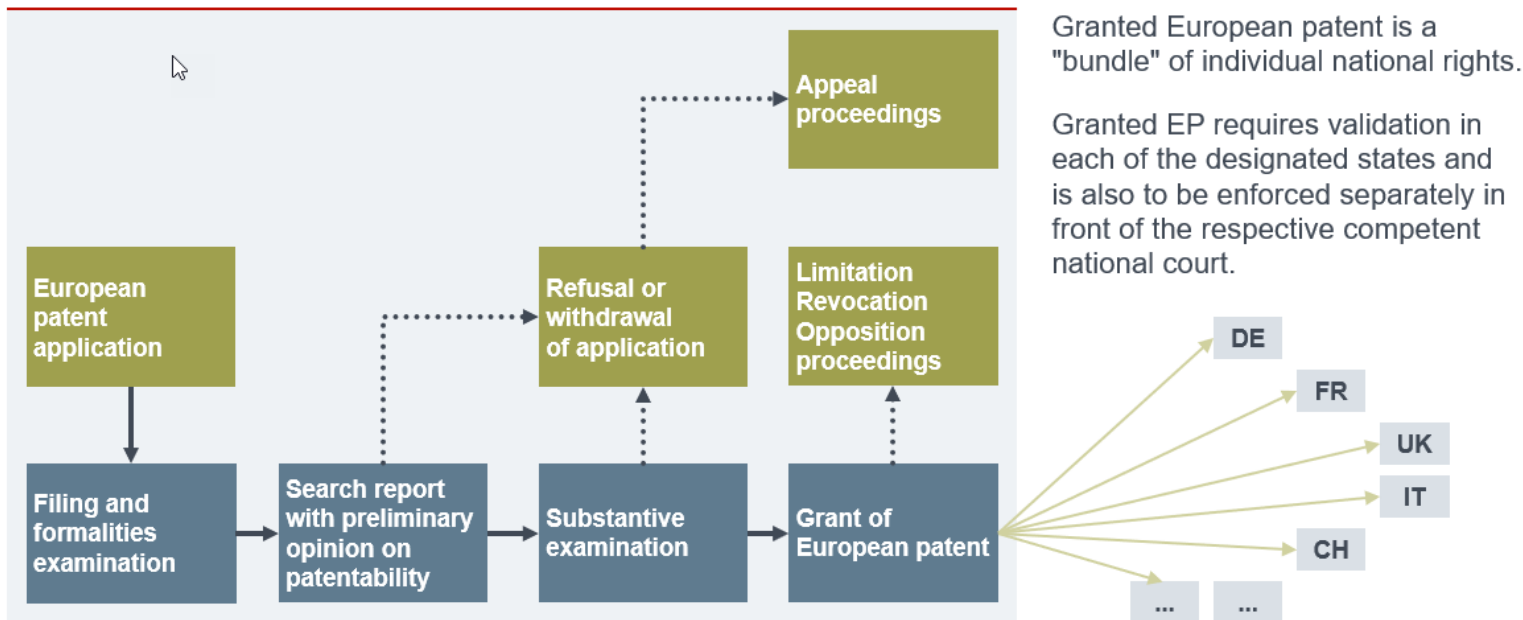 Granted European patent is a
"bundle" of individual national rights.
Granted EP requires validation in
each of the designated states and
is also to be enforced separately in
front of the respective competent
national court.
Appeal
proceedings
European
patent
application
Refusal or
withdrawal
of application
Limitation
Revocation
Opposition
proceedings
Filing and
formalities
examination
Search report
with preliminary
opinion on
patentability
Substantive
examination
Grant of
European patent
DE
FR
UK
IT
CH
...
...